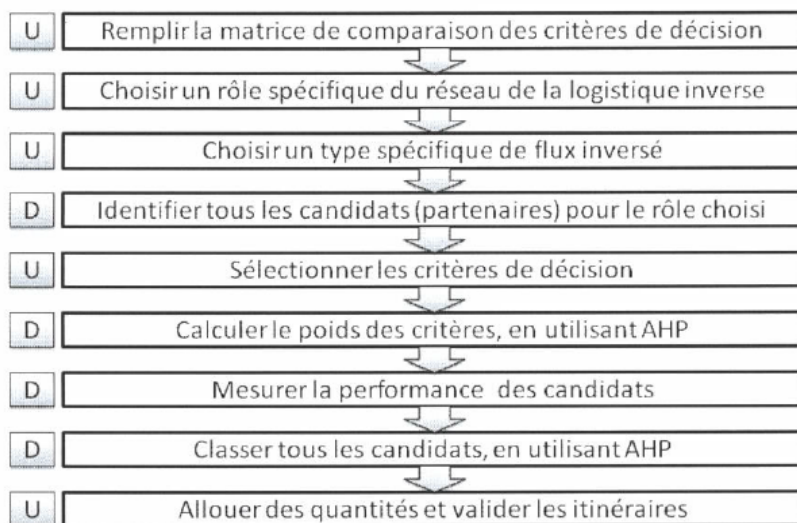 U Remplir la matrice de comparaison des critères de décision
U Choisir un rôle spécifique du réseau de la logistique inverse
U Choisir un type spécifique de flux inversé
D Identifier tous les candidats (partenaires) pour le rôle choisi
U Sélectionner les critères de décision
D Calculer le poids des critères, en utilisant AHP
D Mesurer la performance des candidats
D Classer tous les candidats, en utilisant AHP
U Allouer des quantités et valider les itinéraires